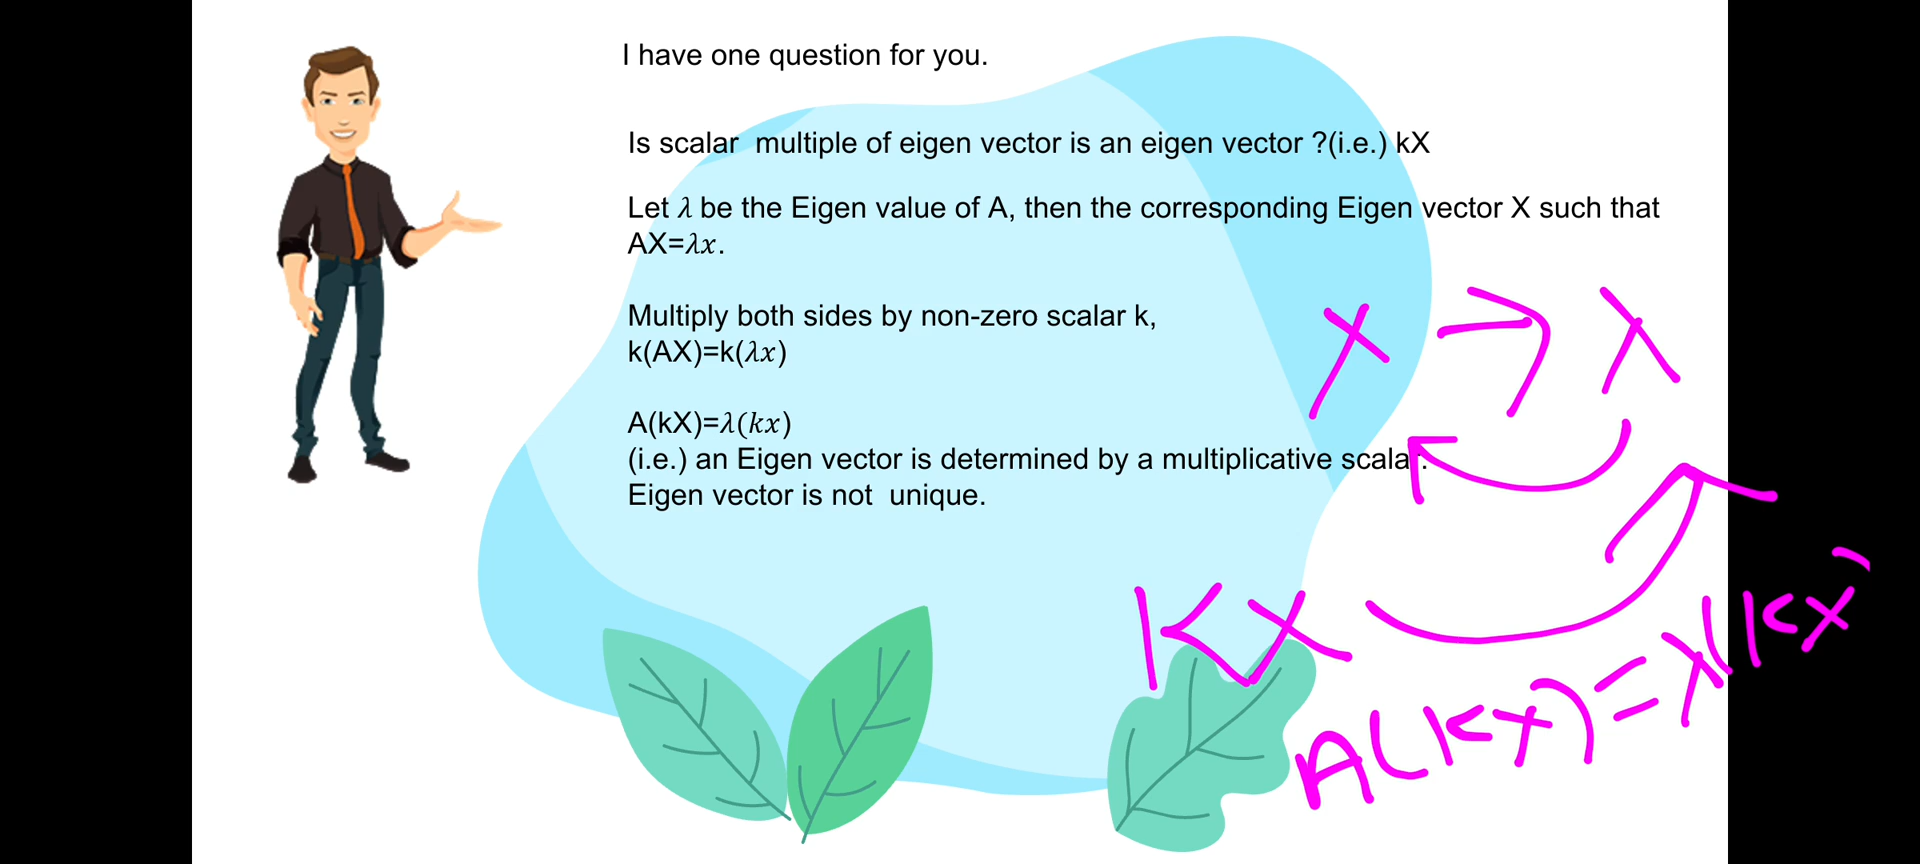 I have one question for you.
Is scalar multiple of eigen vector is an eigen vector ?(i.e.) kX
Let λ be the Eigen value of A, then the corresponding Eigen vector X such that
AX=λx.
Multiply both sides by non-zero scalar k,
k(AX)=k(λx)
A(kX)=λ(kx)
(i.e.) an Eigen vector is determined by a multiplicative scalar.
Eigen vector is not unique.
X → λ
KX
A(KX)=λ(KX)